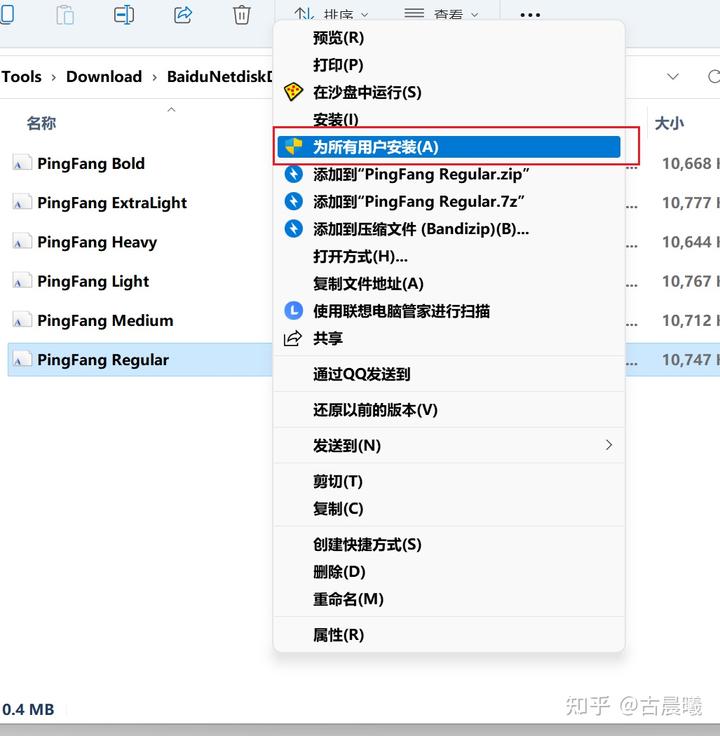 排序
查看
Tools › Download › BaiduNetdiskD
名称
大小
PingFang Bold
10,668
PingFang ExtraLight
10,777
PingFang Heavy
10,644
PingFang Light
10,767
PingFang Medium
10,712
PingFang Regular
10,747
预览(R)
打印(P)
在沙盘中运行(S)
安装(I)
为所有用户安装(A)
添加到“PingFang Regular.zip”
添加到“PingFang Regular.7z”
添加到压缩文件 (Bandizip)(B)...
打开方式(H)...
复制文件地址(A)
使用联想电脑管家进行扫描
共享
通过QQ发送到
还原以前的版本(V)
发送到(N)
剪切(T)
复制(C)
创建快捷方式(S)
删除(D)
重命名(M)
属性(R)
0.4 MB
知乎 @古晨曦